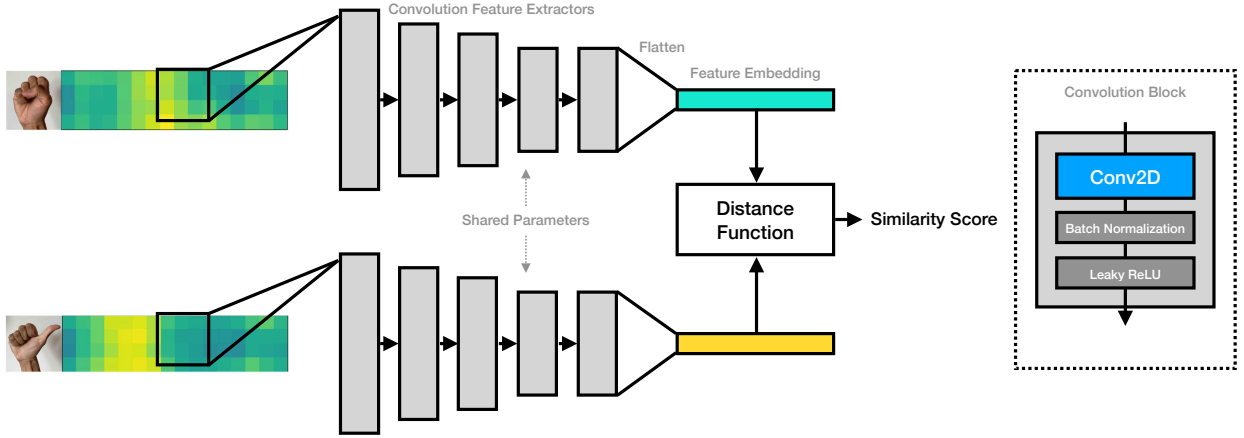 Convolution Feature Extractors
Flatten
Feature Embedding
Shared Parameters
Distance
Function
Similarity Score
Convolution Block
Conv2D
Batch Normalization
Leaky ReLU